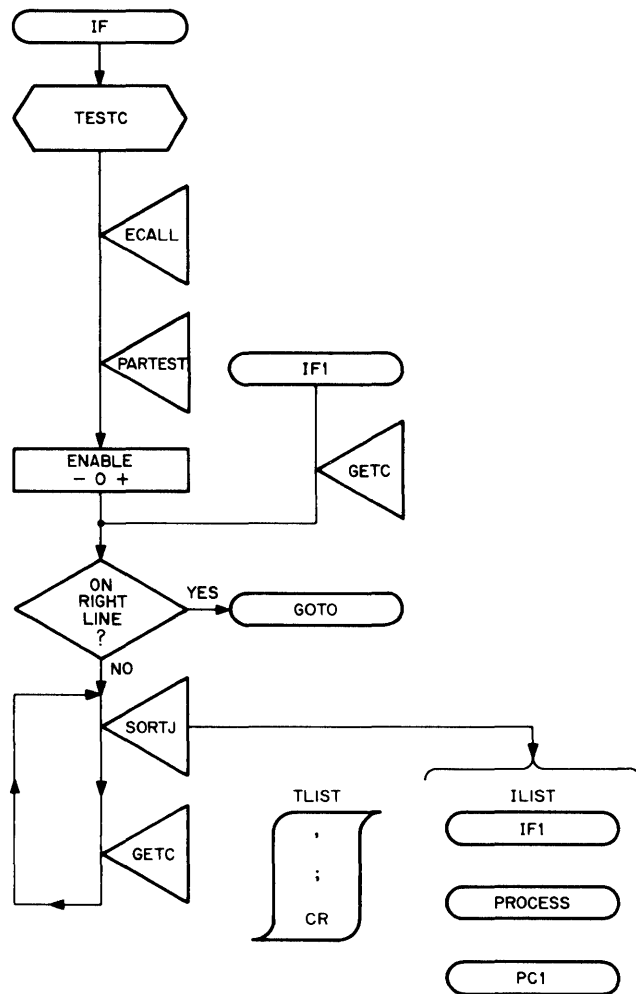 IF
TESTC
ECALL
PARTEST
IF1
ENABLE
- 0 +
GETC
ON
RIGHT
LINE
?
YES
GOTO
NO
SORTJ
TLIST
ILIST
,
IF1
GETC
;
PROCESS
CR
PC1